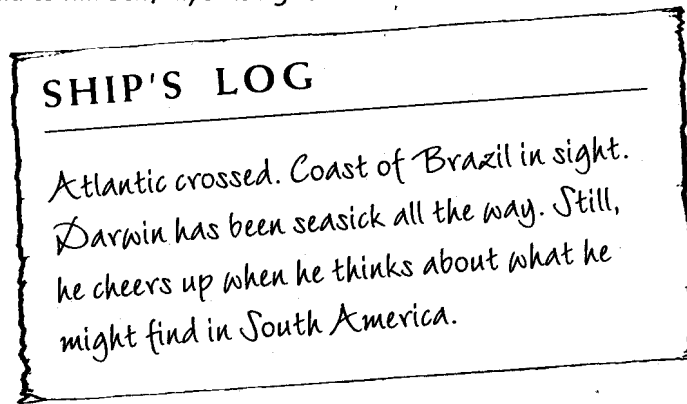 SHIP'S LOG
Atlantic crossed. Coast of Brazil in sight.
Darwin has been seasick all the way. Still,
he cheers up when he thinks about what he
might find in South America.